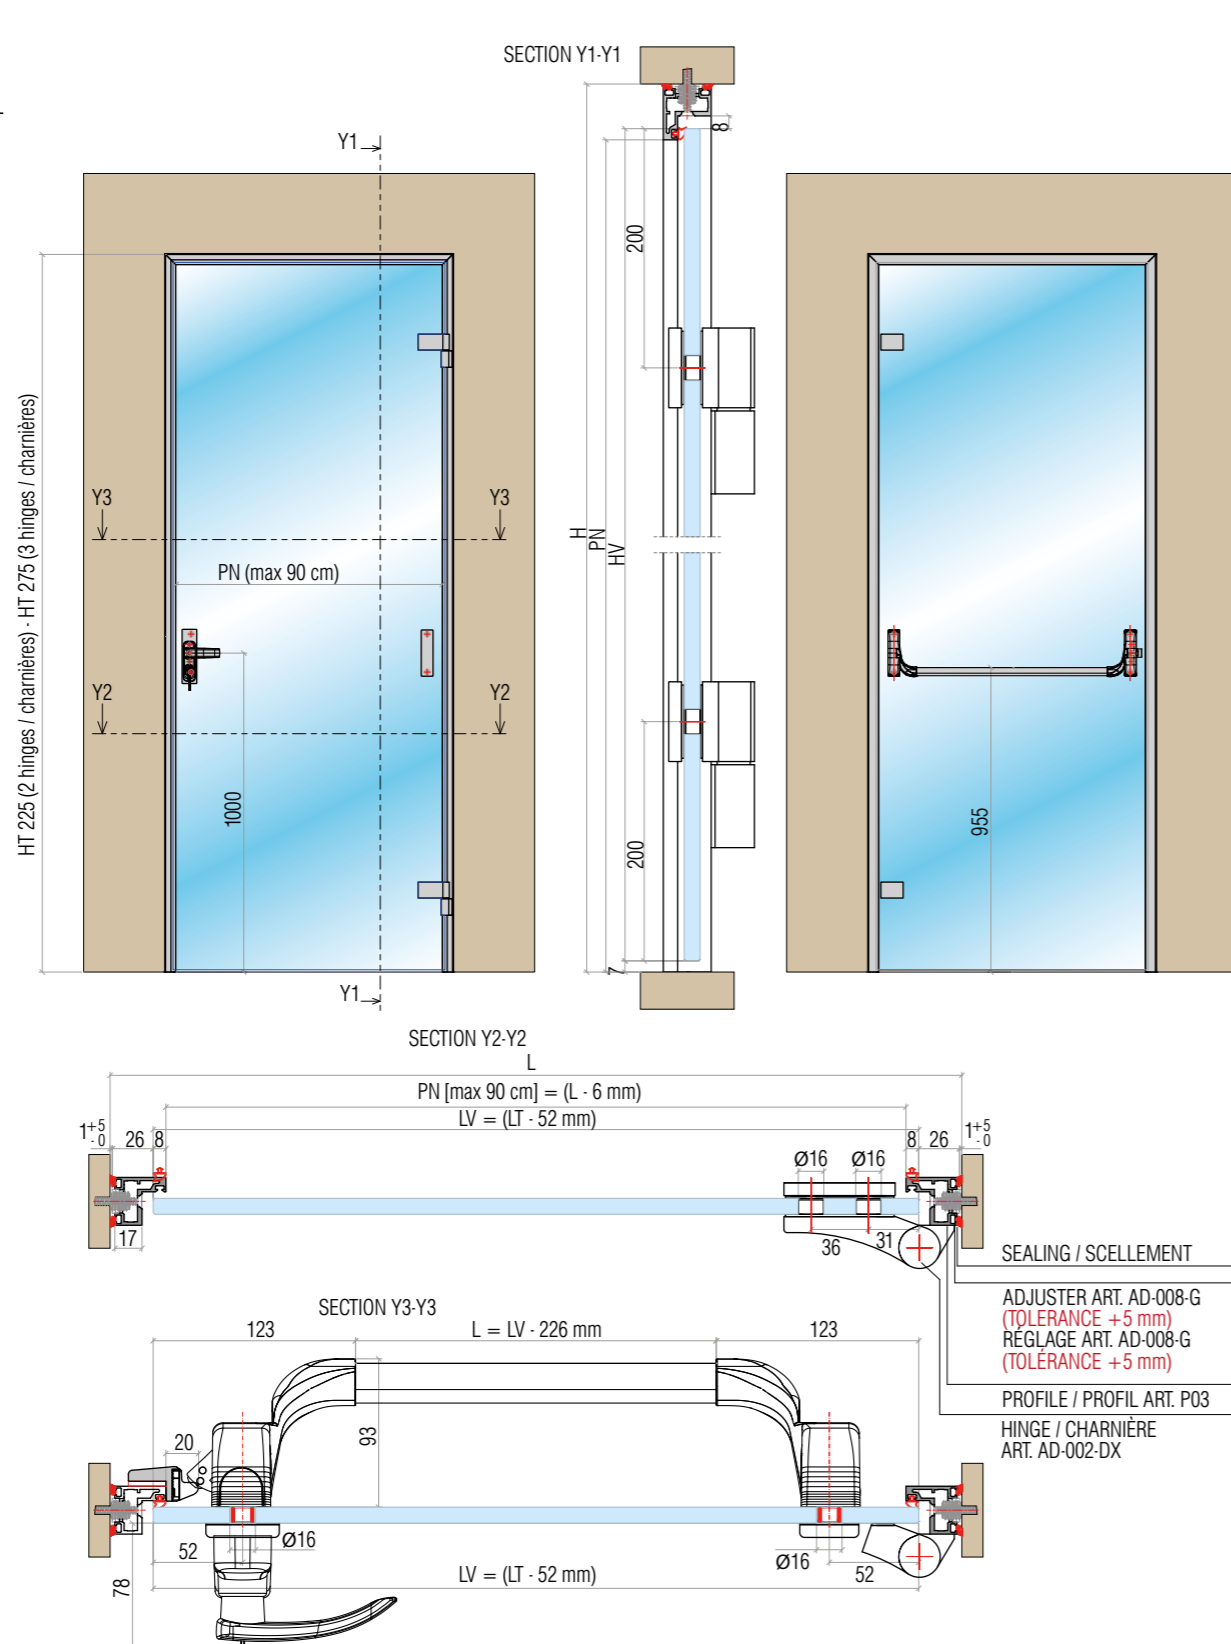 SECTION Y1-Y1
Y1
8
200
HT 225 (2 hinges / charnières) - HT 275 (3 hinges / charnières)
Y3
Y3
H
PN
HV
PN (max 90 cm)
Y2
Y2
1000
955
200
7
Y1
SECTION Y2-Y2
L
PN [max 90 cm] = (L - 6 mm)
LV = (LT - 52 mm)
1 +5 -0
26
8
8
26
1 +5 -0
Ø16
Ø16
17
36
31
SEALING / SCELLEMENT
ADJUSTER ART. AD-008-G
(TOLERANCE +5 mm)
RÉGLAGE ART. AD-008-G
(TOLÉRANCE +5 mm)
PROFILE / PROFIL ART. P03
HINGE / CHARNIÈRE
ART. AD-002-DX
SECTION Y3-Y3
123
L = LV - 226 mm
123
93
20
Ø16
Ø16
52
52
LV = (LT - 52 mm)
78